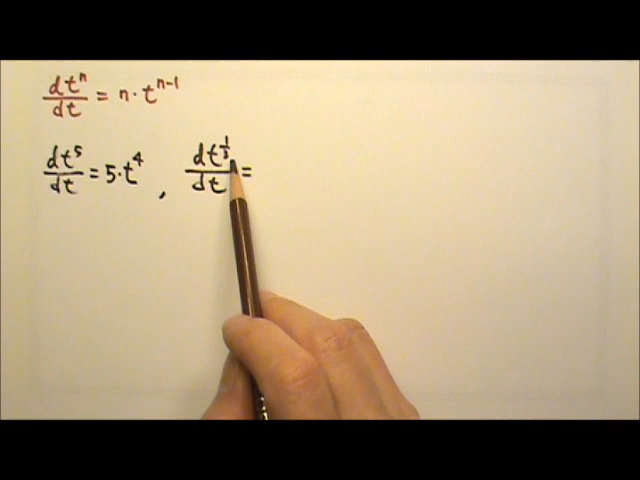 dtⁿ/dt = n · tⁿ⁻¹
dt⁵/dt = 5 · t⁴ , dt^(1/3)/dt =